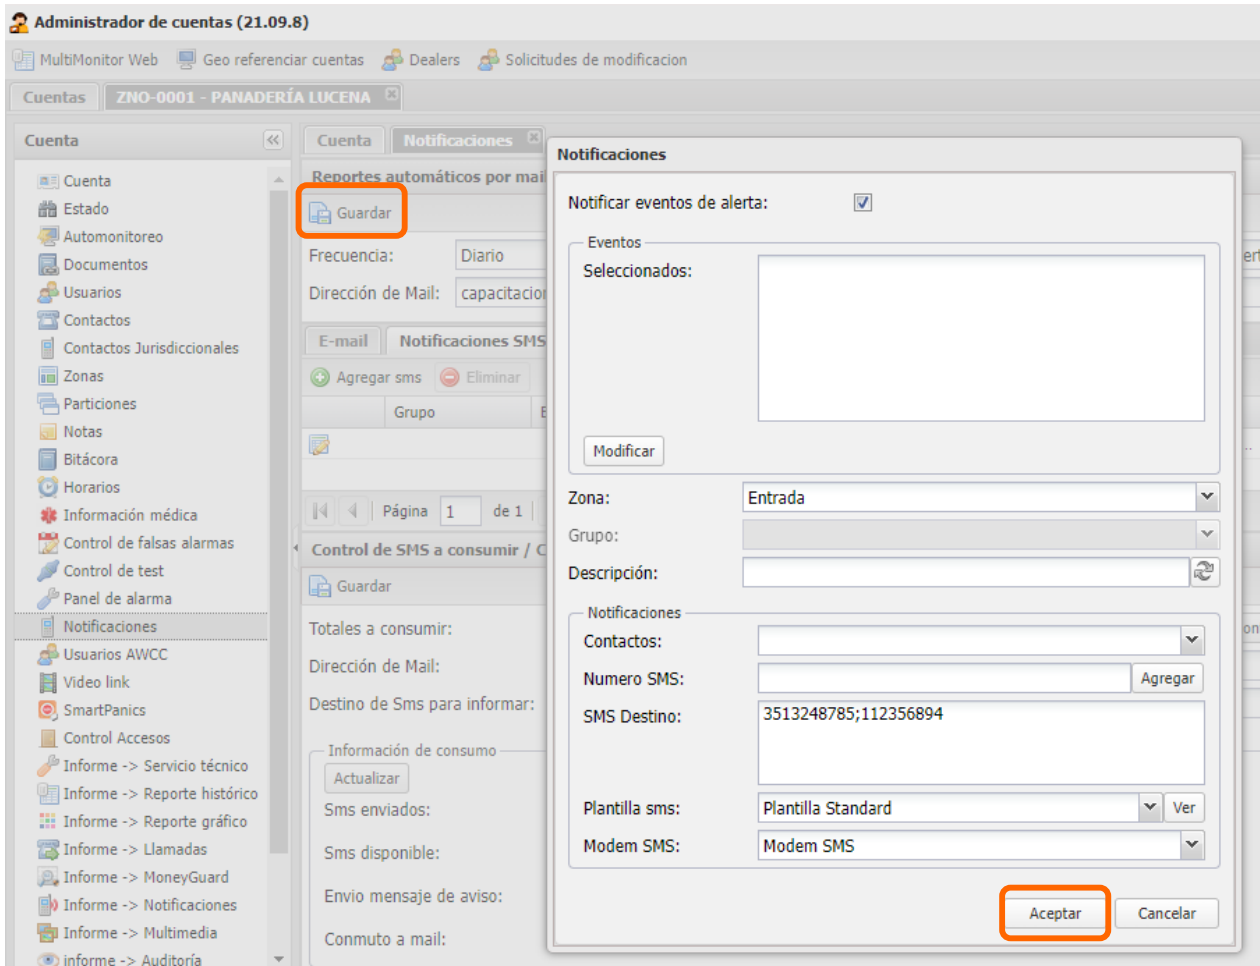 Administrador de cuentas (21.09.8)
MultiMonitor Web Geo referenciar cuentas Dealers Solicitudes de modificacion
Cuentas ZNO-0001 - PANADERÍA LUCENA
Cuenta
Cuenta
Estado
Automonitoreo
Documentos
Usuarios
Contactos
Contactos Jurisdiccionales
Zonas
Particiones
Notas
Bitácora
Horarios
Información médica
Control de falsas alarmas
Control de test
Panel de alarma
Notificaciones
Usuarios AWCC
Video link
SmartPanics
Control Accesos
Informe -> Servicio técnico
Informe -> Reporte histórico
Informe -> Reporte gráfico
Informe -> Llamadas
Informe -> MoneyGuard
Informe -> Notificaciones
Informe -> Multimedia
informe -> Auditoría
Cuenta Notificaciones
Reportes automáticos por mai
Guardar
Frecuencia: Diario
Dirección de Mail: capacitacion
E-mail Notificaciones SMS
Agregar sms Eliminar
Grupo E
Página 1 de 1
Control de SMS a consumir / C
Guardar
Totales a consumir:
Dirección de Mail:
Destino de Sms para informar:
Información de consumo
Actualizar
Sms enviados:
Sms disponible:
Envio mensaje de aviso:
Conmuto a mail:
Notificaciones
Notificar eventos de alerta:
Eventos
Seleccionados:
Modificar
Zona: Entrada
Grupo:
Descripción:
Notificaciones
Contactos:
Numero SMS: Agregar
SMS Destino: 3513248785;112356894
Plantilla sms: Plantilla Standard Ver
Modem SMS: Modem SMS
Aceptar Cancelar